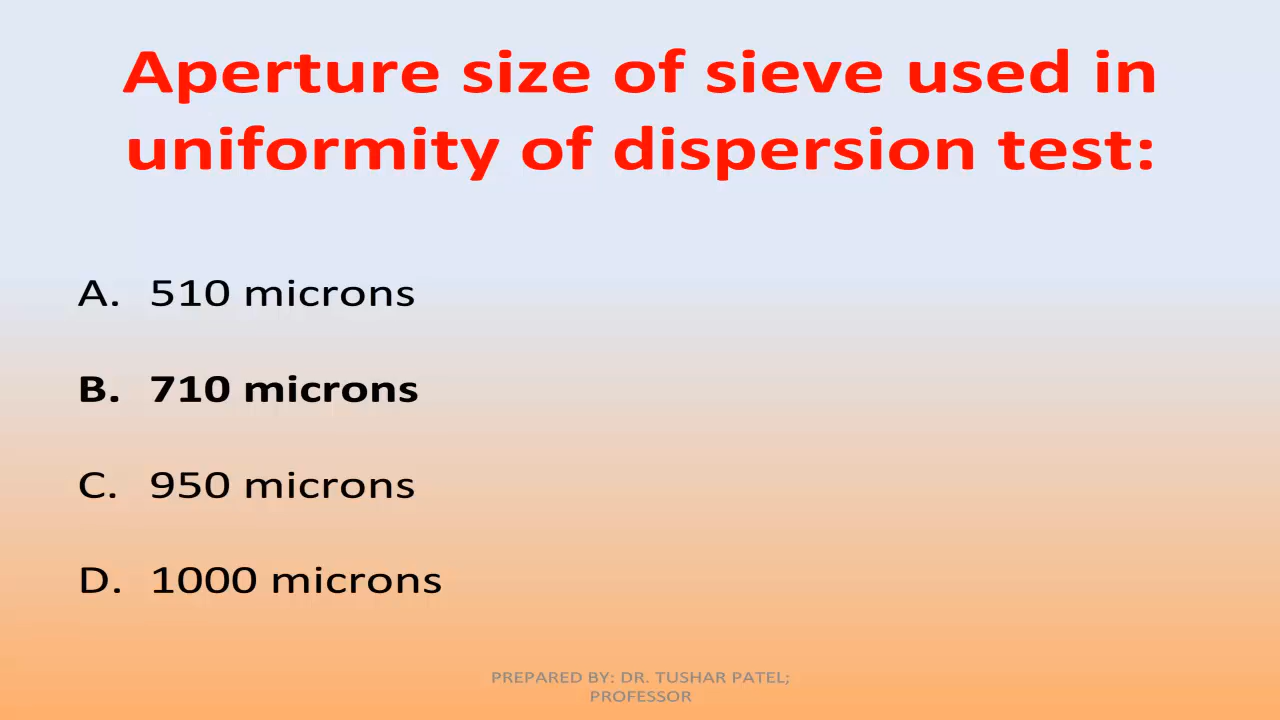 Aperture size of sieve used in
uniformity of dispersion test:
A. 510 microns
B. 710 microns
C. 950 microns
D. 1000 microns
PREPARED BY: DR. TUSHAR PATEL;
PROFESSOR